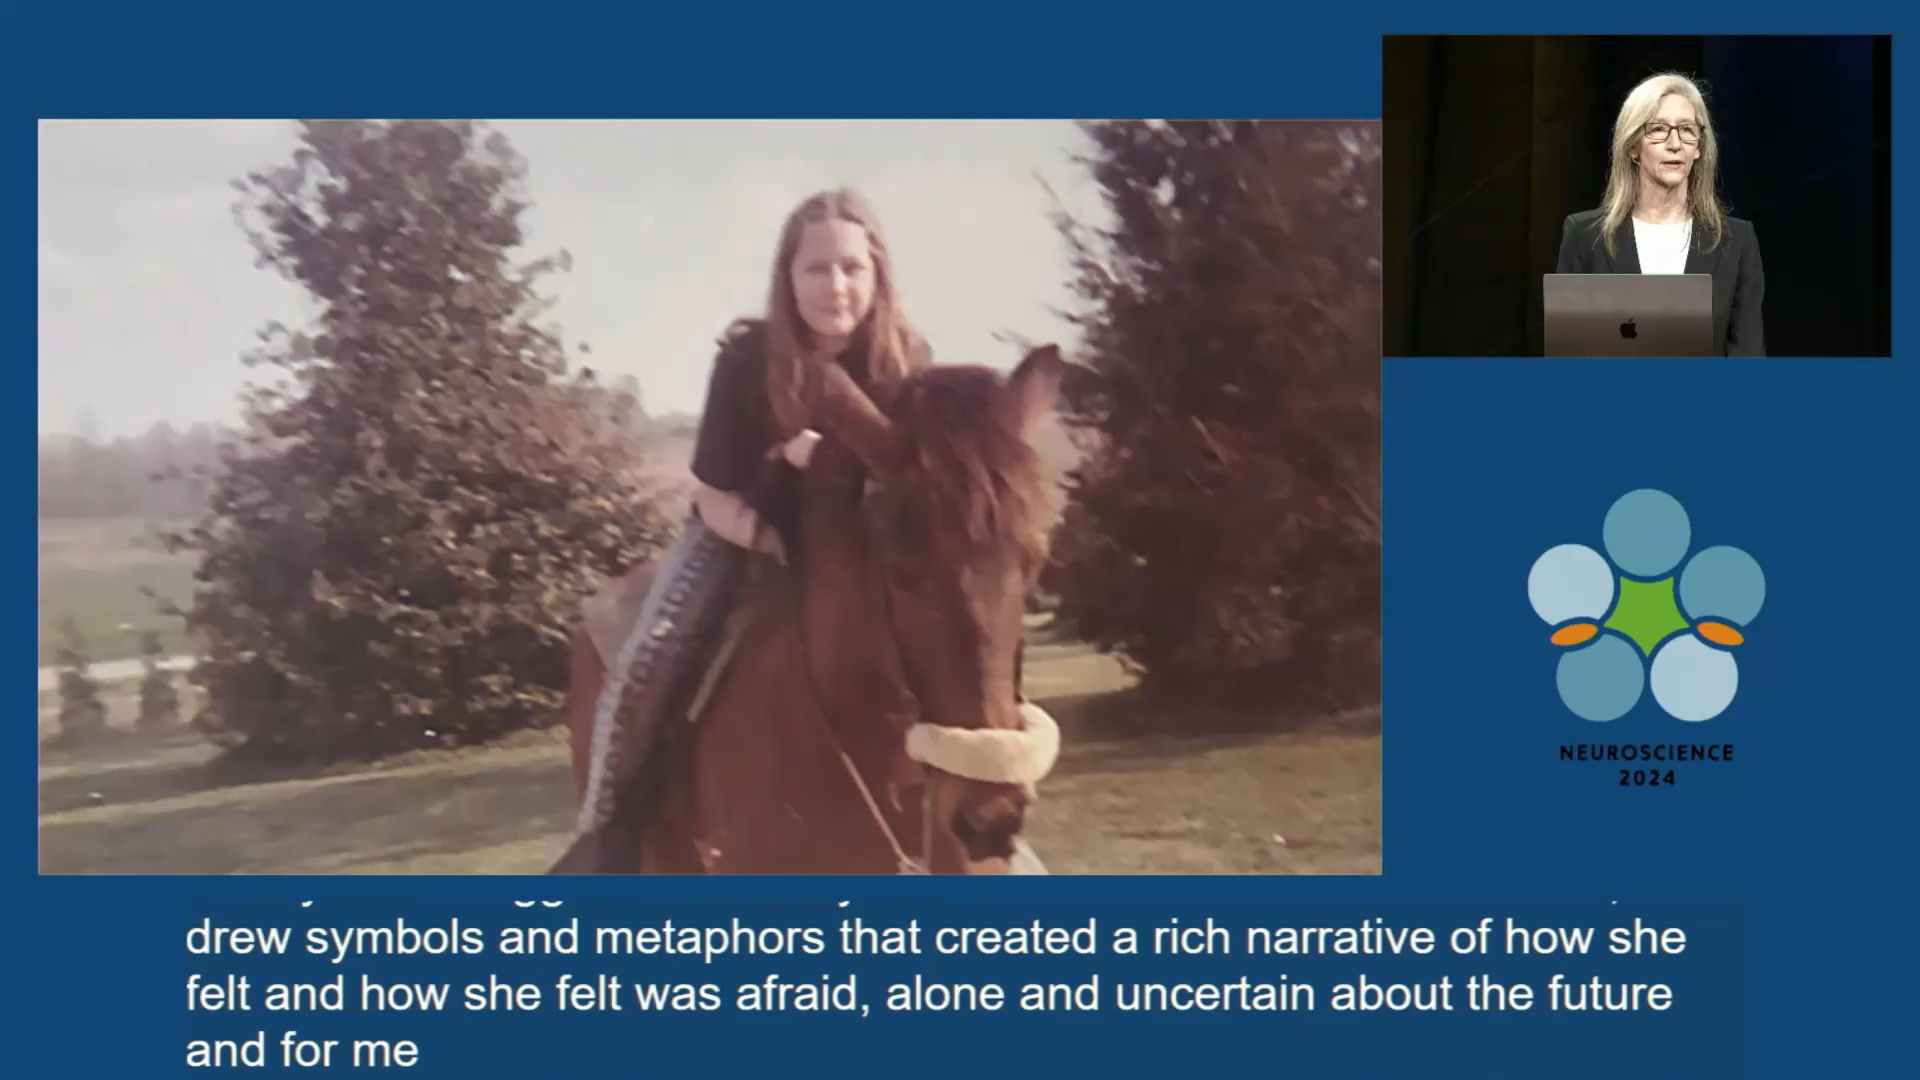 NEUROSCIENCE
2024
drew symbols and metaphors that created a rich narrative of how she
felt and how she felt was afraid, alone and uncertain about the future
and for me